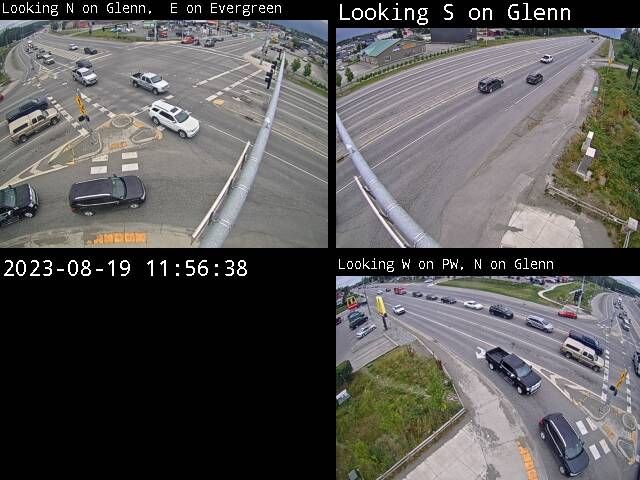 Looking N on Glenn, E on Evergreen
Looking S on Glenn
2023-08-19 11:56:38
Looking W on PW, N on Glenn